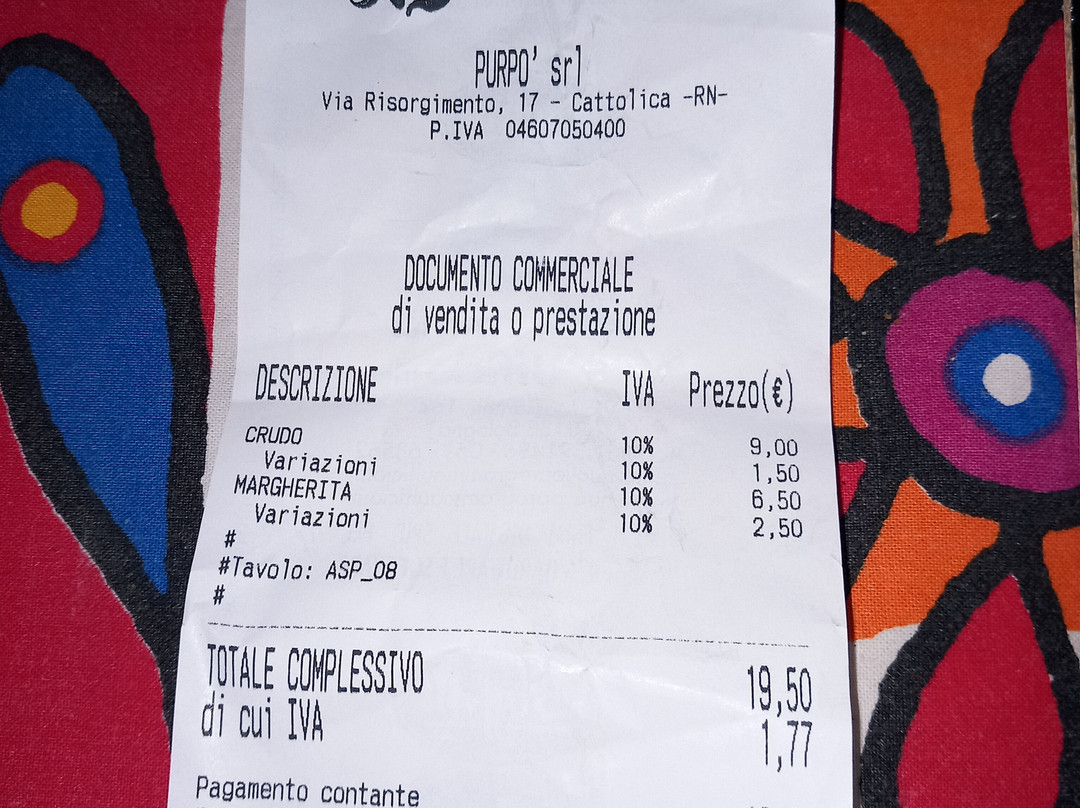 PURPO' srl
Via Risorgimento, 17 - Cattolica -RN-
P.IVA 04607050400
DOCUMENTO COMMERCIALE
di vendita o prestazione
DESCRIZIONE IVA Prezzo(€)
CRUDO 10% 9,00
Variazioni 10% 1,50
MARGHERITA 10% 6,50
Variazioni 10% 2,50
#
#Tavolo: ASP_08
#
TOTALE COMPLESSIVO 19,50
di cui IVA 1,77
Pagamento contante